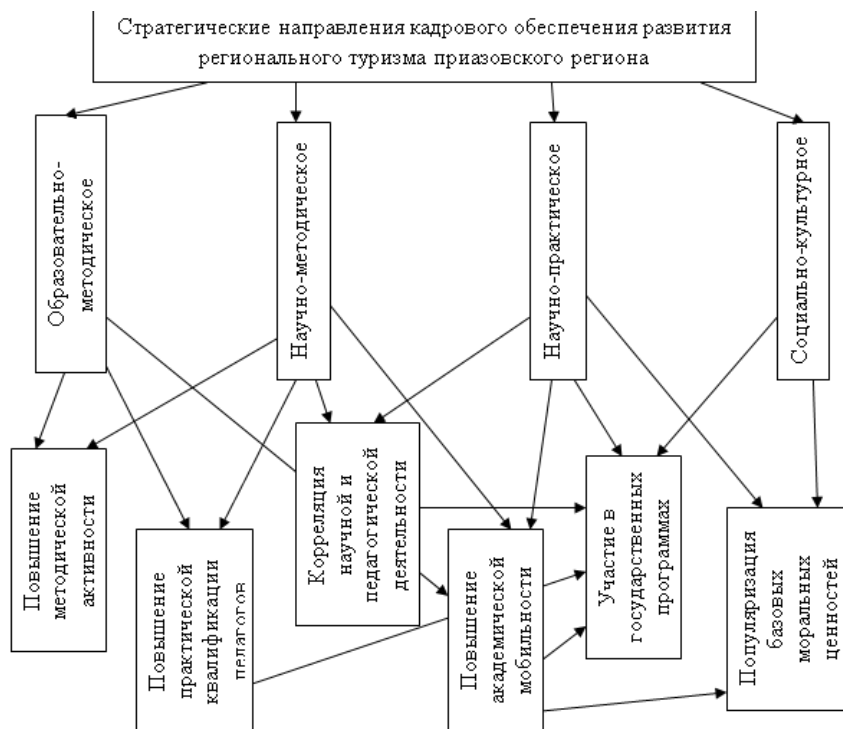 Стратегические направления кадрового обеспечения развития
регионального туризма приазовского региона
Образовательно-
методическое
Научно-методическое
Научно-практическое
Социально-культурное
Повышение
методической
активности
Повышение
практической
квалификации
педагогов
Корреляция
научной и
педагогической
деятельности
Повышение
академической
мобильности
Участие в
государственных
программах
Популяризация
базовых
моральных
ценностей